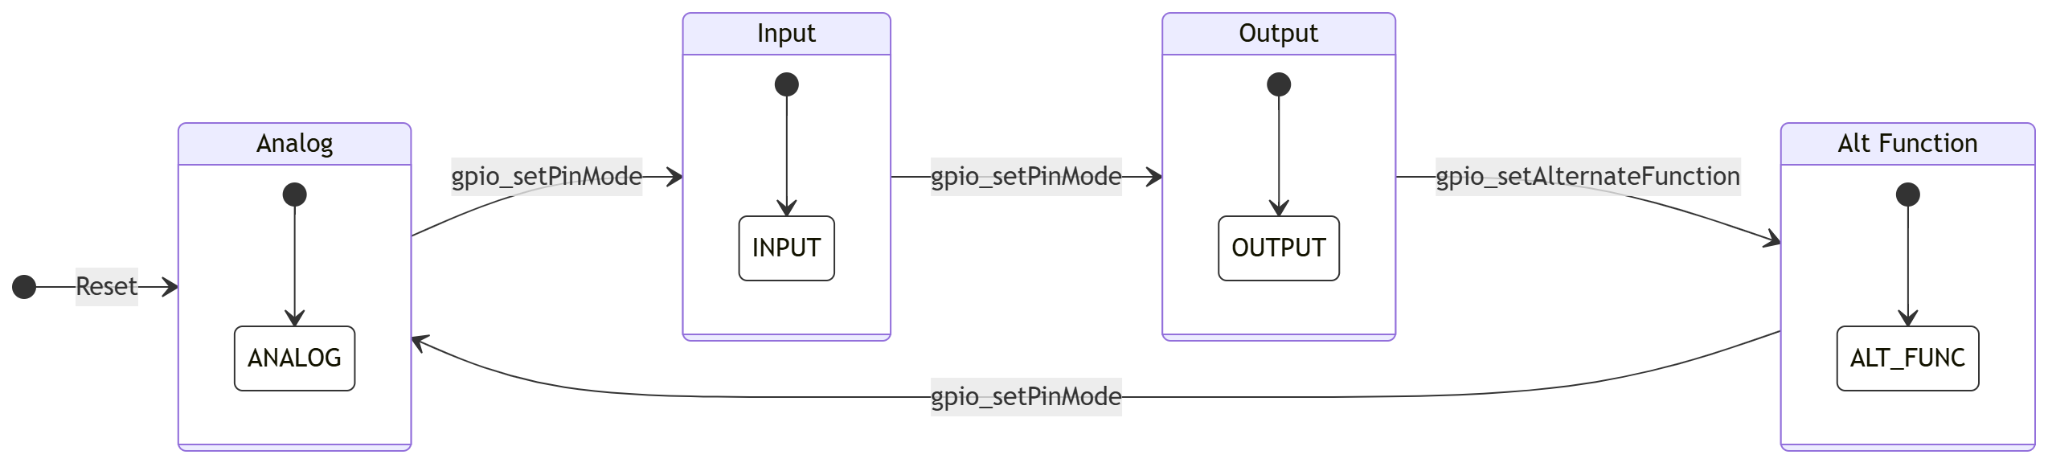 Input
Output
Analog
Alt Function
gpio_setPinMode
gpio_setPinMode
gpio_setAlternateFunction
INPUT
OUTPUT
Reset
ANALOG
ALT_FUNC
gpio_setPinMode